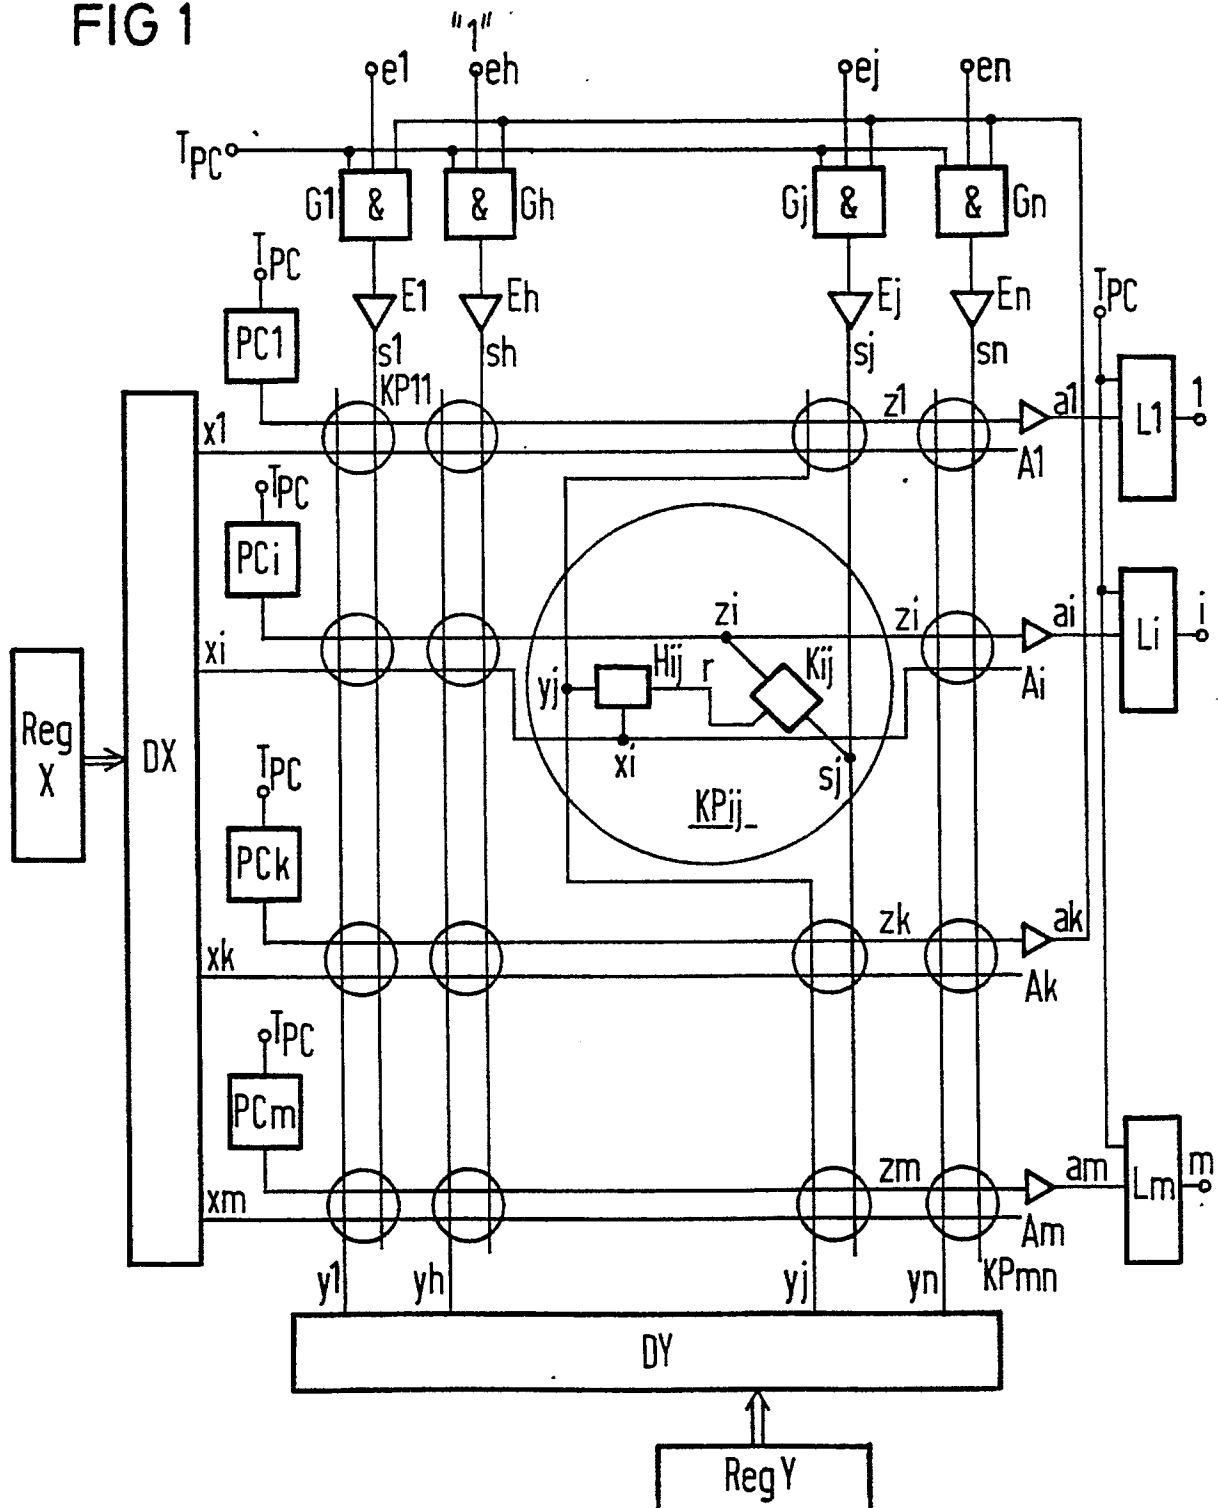 FIG 1
"1"
e1 eh ej en
TPC
G1 & & Gh Gj & & Gn
TPC
E1 Eh Ej En
TPC
PC1
s1 sh sj sn
KP11
x1 z1 a1 L1 1
A1
TPC
PCi
zi zi ai Li i
xi
Hij r Kij
yj
Ai
xi
sj
Reg X
DX
KPij
TPC
PCk
zk ak
xk
Ak
TPC
PCm
zm am Lm m
xm
Am
y1 yh yj yn KPmn
DY
Reg Y